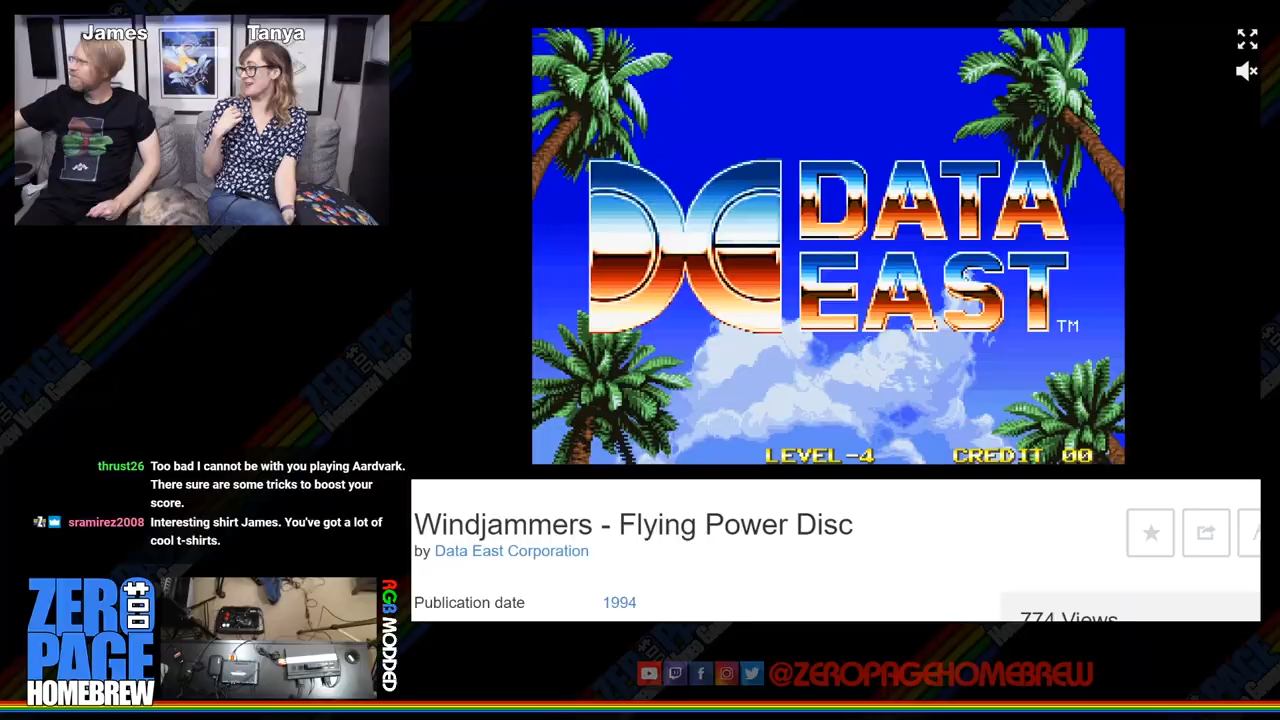 James
Tanya
DATA
EAST
TM
LEVEL-4
CREDIT 00
thrust26 Too bad I cannot be with you playing Aardvark.
There sure are some tricks to boost your
score.
sramirez2008 Interesting shirt James. You've got a lot of
cool t-shirts.
Windjammers - Flying Power Disc
by Data East Corporation
Publication date 1994
774 Views
ZERO
PAGE
HOMEBREW
RGB MODDED
@ZEROPAGEHOMEBREW